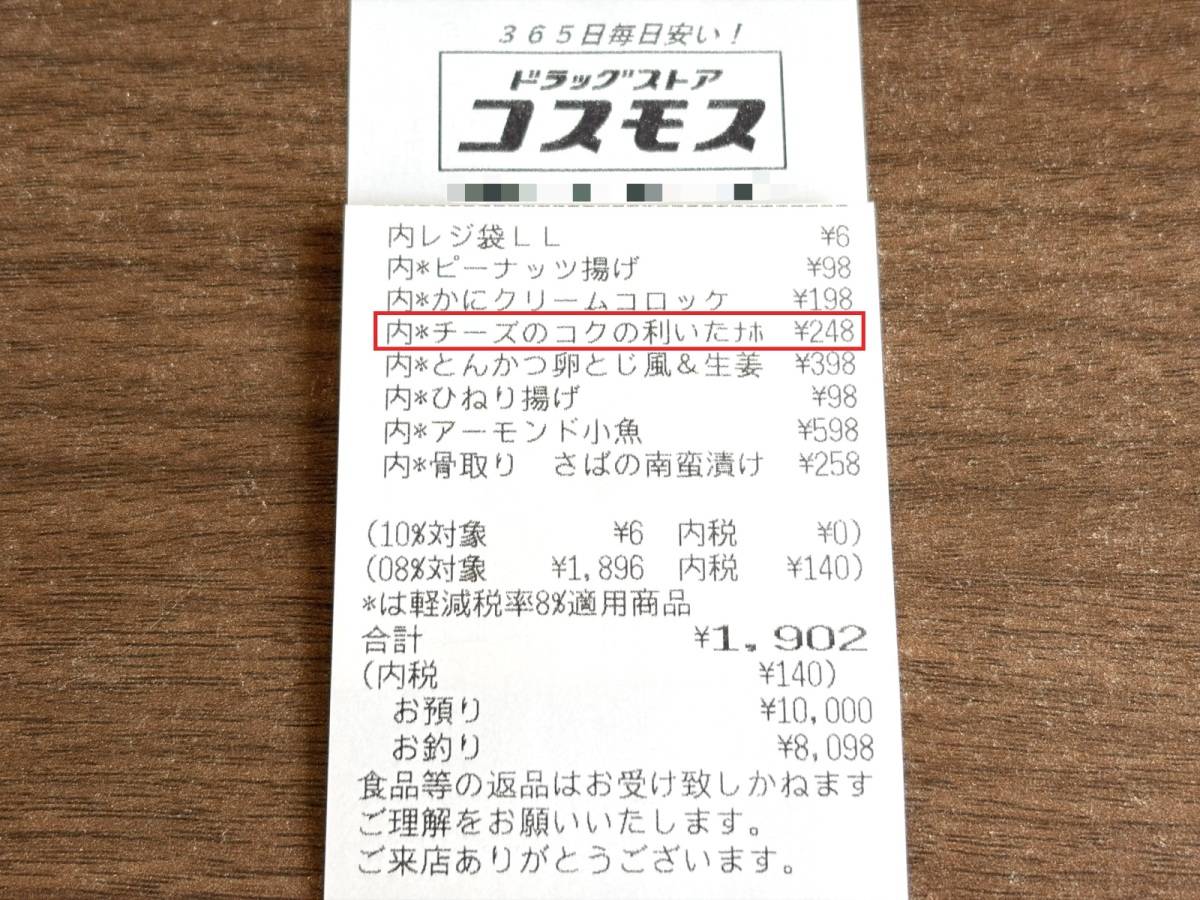 365日毎日安い!
ドラッグストア
コスモス
内レジ袋LL ¥6
内*ピーナッツ揚げ ¥98
内*かにクリームコロッケ ¥198
内*チーズのコクの利いたﾅﾎ ¥248
内*とんかつ卵とじ風&生姜 ¥398
内*ひねり揚げ ¥98
内*アーモンド小魚 ¥598
内*骨取り さばの南蛮漬け ¥258
(10%対象 ¥6 内税 ¥0)
(08%対象 ¥1,896 内税 ¥140)
*は軽減税率8%適用商品
合計 ¥1,902
(内税 ¥140)
お預り ¥10,000
お釣り ¥8,098
食品等の返品はお受け致しかねます
ご理解をお願いいたします。
ご来店ありがとうございます。